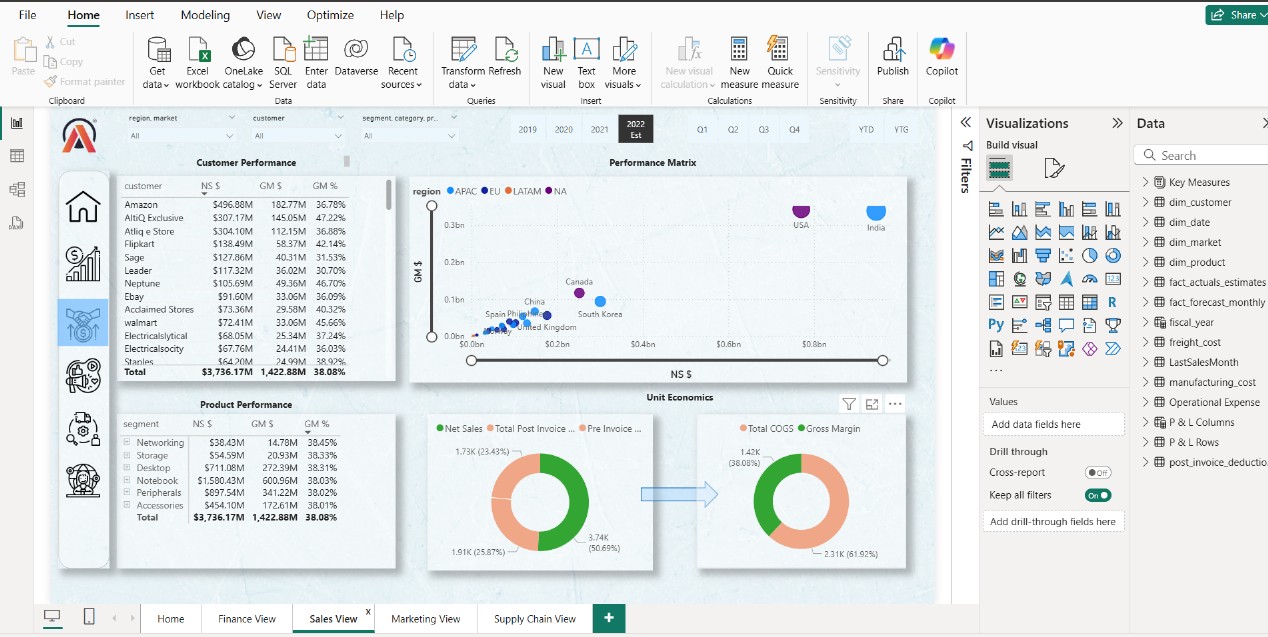 File Home Insert Modeling View Optimize Help Share
Paste Cut Copy Format painter
Clipboard
Get data Excel workbook OneLake catalog SQL Server Enter data Dataverse Recent sources
Data
Transform data Refresh
Queries
New visual Text box More visuals
Insert
New visual calculation New measure Quick measure
Calculations
Sensitivity
Sensitivity
Publish
Share
Copilot
Copilot
region, market customer segment, category, pr...
All All All
2019 2020 2021 2022 Est Q1 Q2 Q3 Q4 YTD YTG
Customer Performance
customer NS $ GM $ GM %
Amazon $496.88M 182.77M 36.78%
AltiQ Exclusive $307.17M 145.05M 47.22%
Atliq e Store $304.10M 112.15M 36.88%
Flipkart $138.49M 58.37M 42.14%
Sage $127.86M 40.31M 31.53%
Leader $117.32M 36.02M 30.70%
Neptune $105.69M 49.36M 46.70%
Ebay $91.60M 33.06M 36.09%
Acclaimed Stores $73.36M 29.58M 40.32%
walmart $72.41M 33.06M 45.66%
Electricalslytical $68.05M 25.34M 37.24%
Electricalsocity $67.76M 24.41M 36.03%
Staples $64.20M 24.99M 38.92%
Total $3,736.17M 1,422.88M 38.08%
Performance Matrix
region APAC EU LATAM NA
GM $
0.3bn
0.2bn
0.1bn
0.0bn
USA
India
Canada
South Korea
China
Spain
United Kingdom
$0.0bn $0.2bn $0.4bn $0.6bn $0.8bn
NS $
Product Performance
segment NS $ GM $ GM %
Networking $38.43M 14.78M 38.45%
Storage $54.59M 20.93M 38.33%
Desktop $711.08M 272.39M 38.31%
Notebook $1,580.43M 600.96M 38.03%
Peripherals $897.54M 341.22M 38.02%
Accessories $454.10M 172.61M 38.01%
Total $3,736.17M 1,422.88M 38.08%
Unit Economics
Net Sales Total Post Invoice ... Pre Invoice ...
1.73K (23.43%)
1.91K (25.87%)
3.74K (50.69%)
Total COGS Gross Margin
1.42K (38.08%)
2.31K (61.92%)
Home Finance View Sales View x Marketing View Supply Chain View +
Filters
Visualizations
Build visual
123
R
Py
Values
Add data fields here
Drill through
Cross-report Off
Keep all filters On
Add drill-through fields here
Data
Search
Key Measures
dim_customer
dim_date
dim_market
dim_product
fact_actuals_estimates
fact_forecast_monthly
fiscal_year
freight_cost
LastSalesMonth
manufacturing_cost
Operational Expense
P & L Columns
P & L Rows
post_invoice_deductio